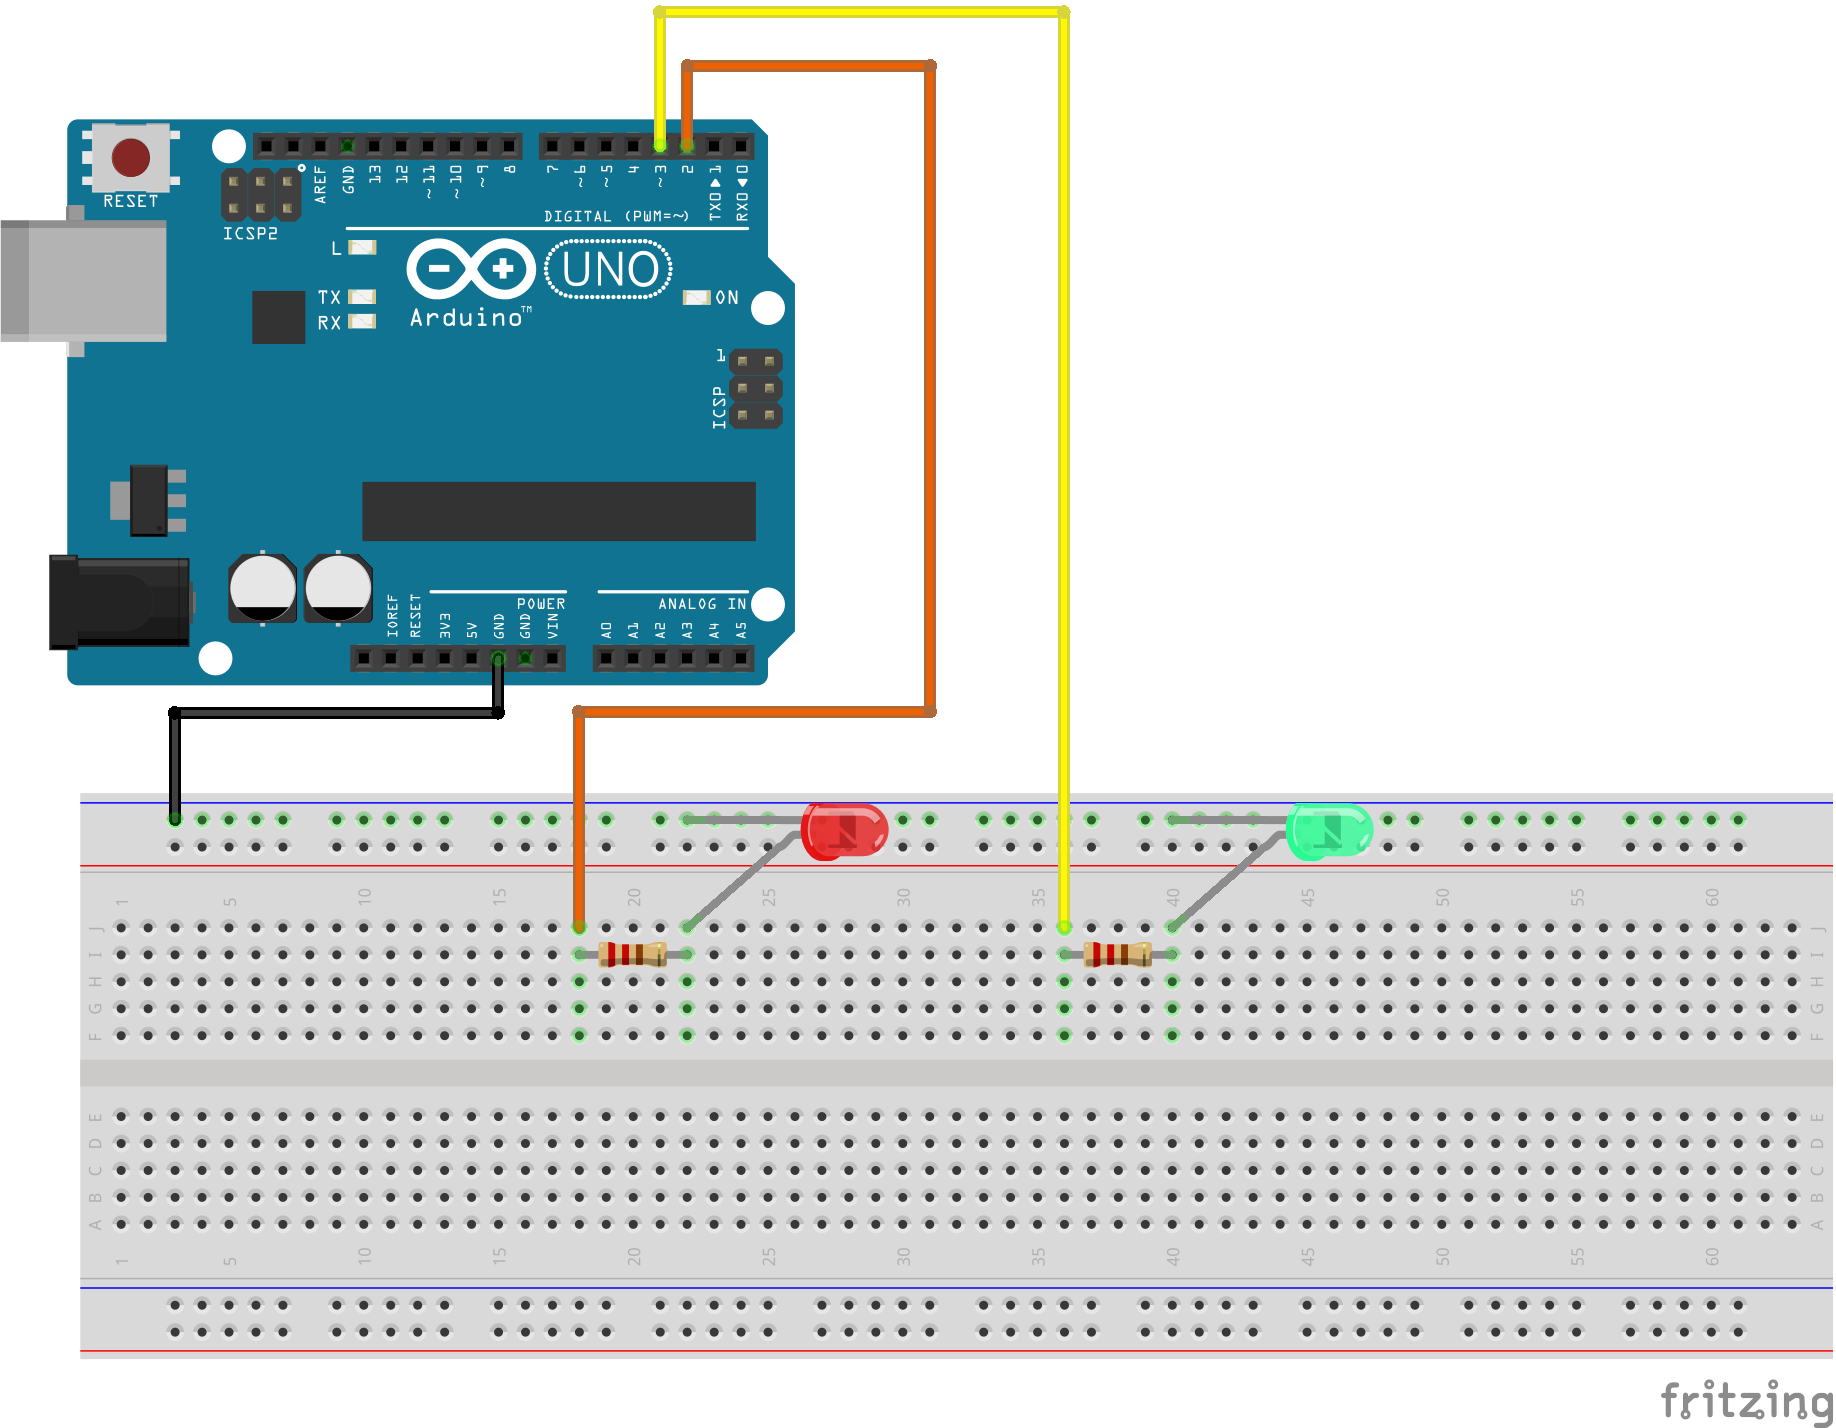 RESET
ICSP2
AREF
GND
13
12
~11
~10
~9
8
7
~6
~5
4
~3
2
TX0▶1
RX0◀0
DIGITAL (PWM=~)
L
TX
RX
UNO
Arduino™
ON
1
ICSP
POWER
ANALOG IN
IOREF
RESET
3V3
5V
GND
GND
VIN
A0
A1
A2
A3
A4
A5
1 5 10 15 20 25 30 35 40 45 50 55 60
J J
I I
H H
G G
F F
E E
D D
C C
B B
A A
1 5 10 15 20 25 30 35 40 45 50 55 60
fritzing